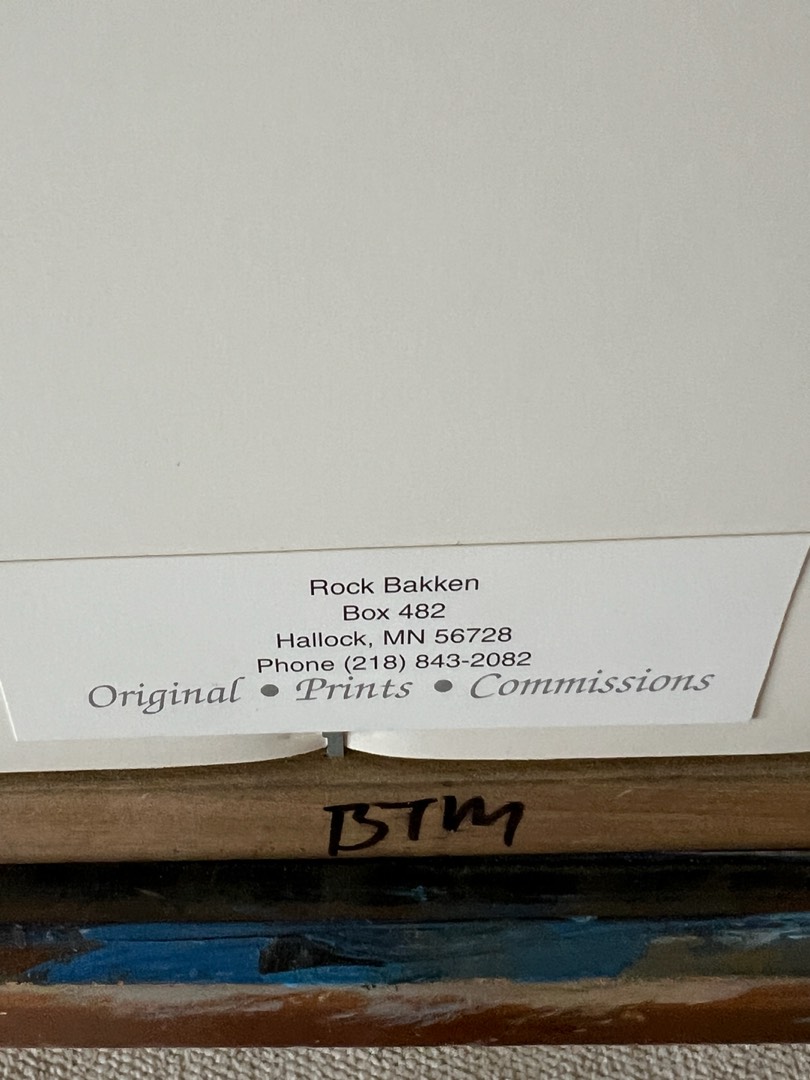 Rock Bakken
Box 482
Hallock, MN 56728
Phone (218) 843-2082
Original • Prints • Commissions
BTM